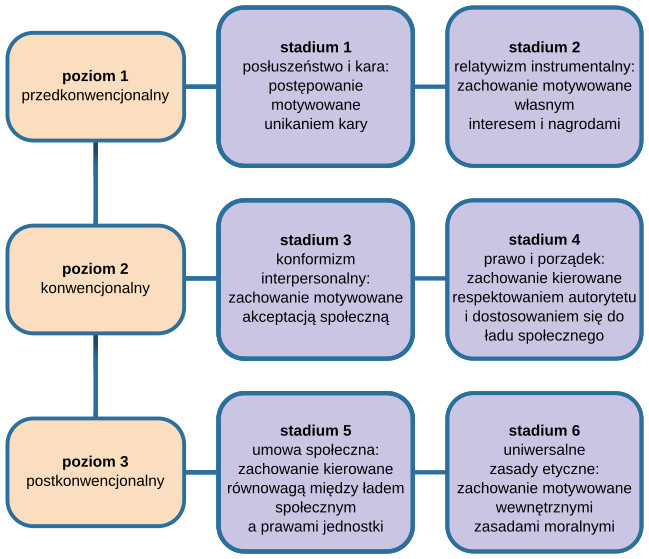 poziom 1
przedkonwencjonalny
stadium 1
posłuszeństwo i kara:
postępowanie
motywowane
unikaniem kary
stadium 2
relatywizm instrumentalny:
zachowanie motywowane
własnym
interesem i nagrodami
poziom 2
konwencjonalny
stadium 3
konformizm
interpersonalny:
zachowanie motywowane
akceptacją społeczną
stadium 4
prawo i porządek:
zachowanie kierowane
respektowaniem autorytetu
i dostosowaniem się do
ładu społecznego
poziom 3
postkonwencjonalny
stadium 5
umowa społeczna:
zachowanie kierowane
równowagą między ładem
społecznym
a prawami jednostki
stadium 6
uniwersalne
zasady etyczne:
zachowanie motywowane
wewnętrznymi
zasadami moralnymi